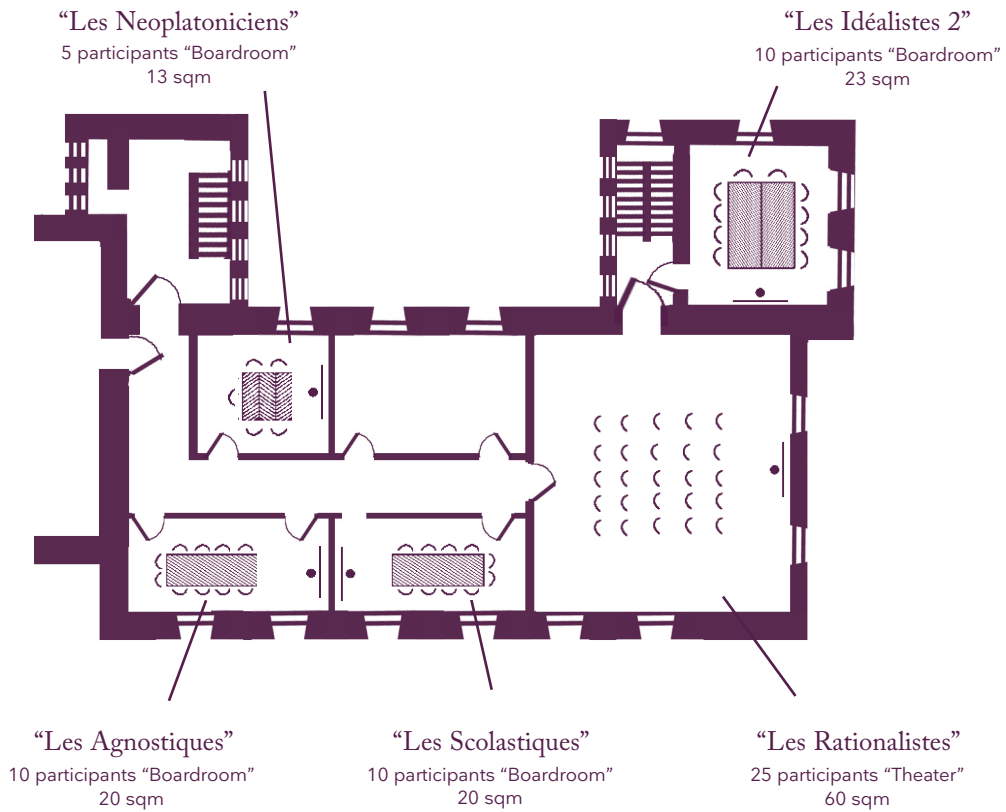 “Les Neoplatoniciens”
5 participants “Boardroom”
13 sqm
“Les Idéalistes 2”
10 participants “Boardroom”
23 sqm
“Les Agnostiques”
10 participants “Boardroom”
20 sqm
“Les Scolastiques”
10 participants “Boardroom”
20 sqm
“Les Rationalistes”
25 participants “Theater”
60 sqm